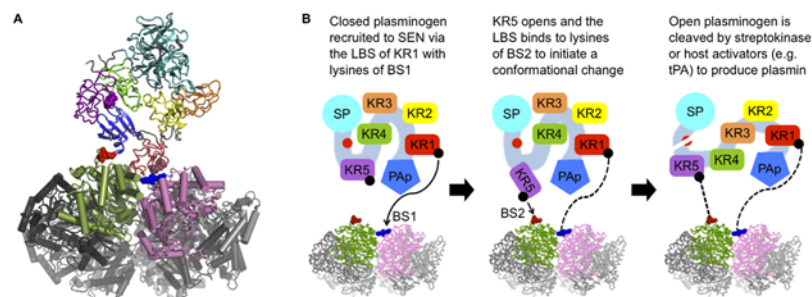 A
B
Closed plasminogen
recruited to SEN via
the LBS of KR1 with
lysines of BS1
KR5 opens and the
LBS binds to lysines
of BS2 to initiate a
conformational change
Open plasminogen is
cleaved by streptokinase
or host activators (e.g.
tPA) to produce plasmin
SP
KR3
KR2
KR4
KR1
KR5
PAp
BS1
SP
KR3
KR2
KR4
KR1
KR5
PAp
BS2
SP
KR2
KR3
KR1
KR5
KR4
PAp